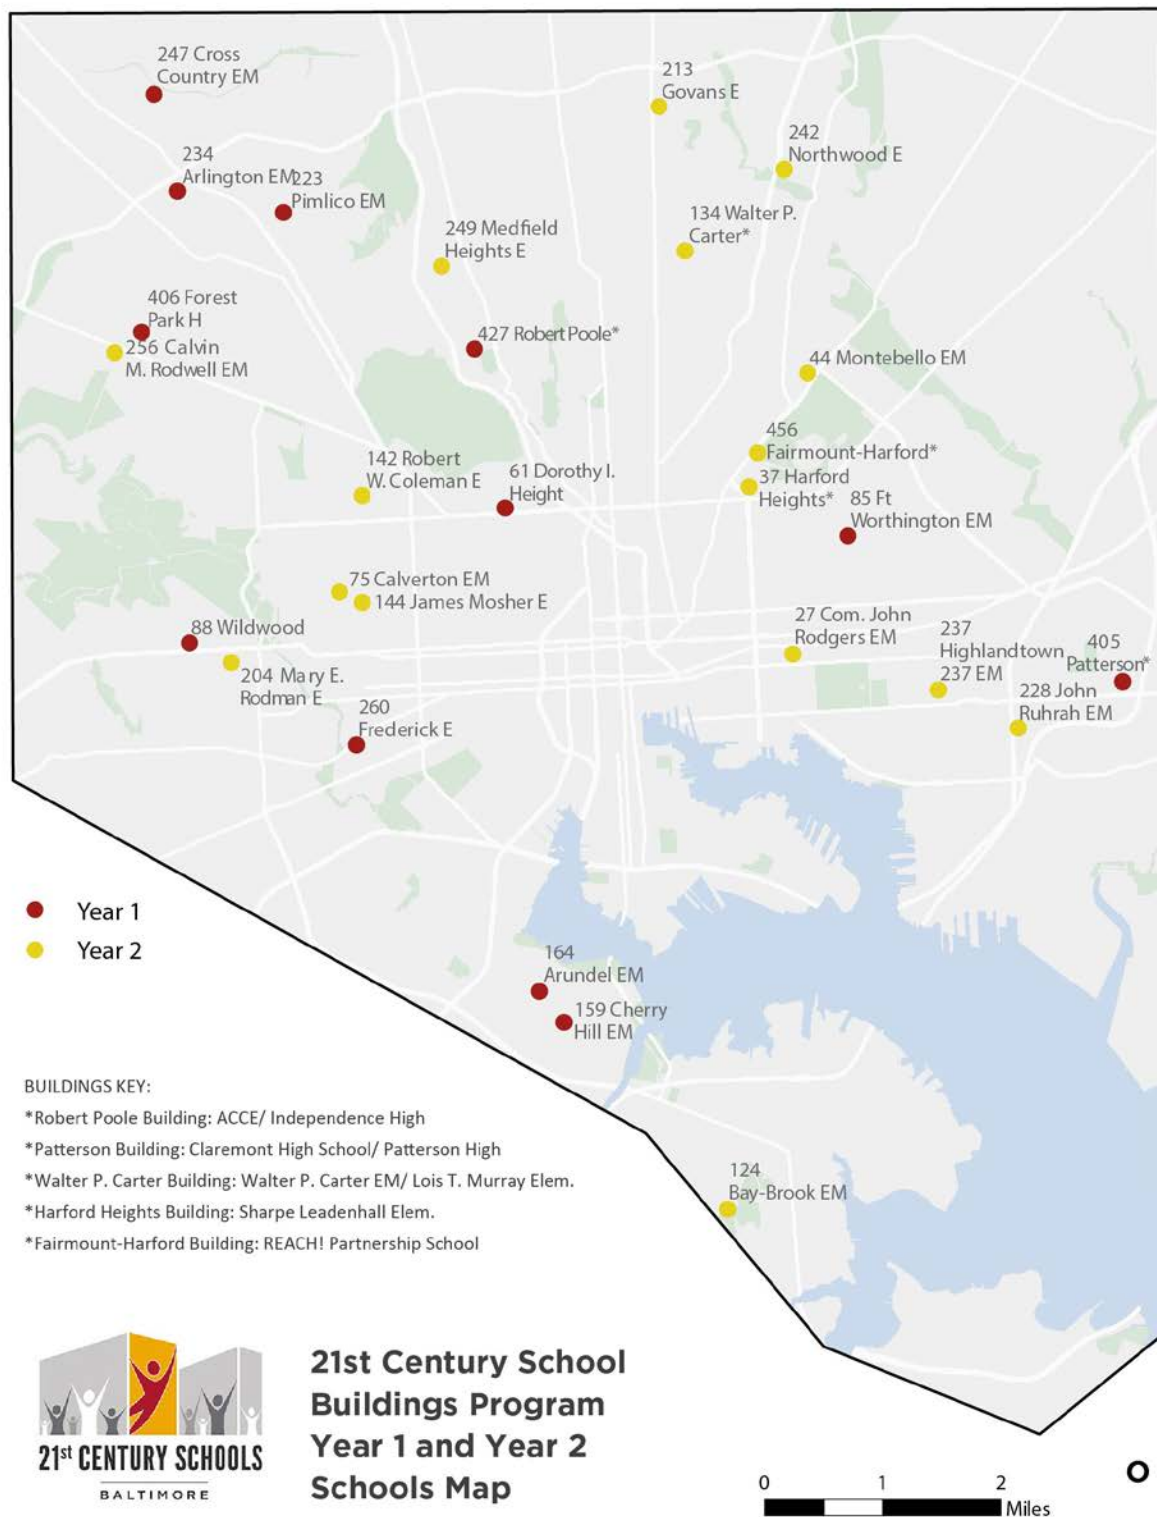 247 Cross
Country EM
213
Govans E
242
Northwood E
234
Arlington EM
223
Pimlico EM
134 Walter P.
Carter*
249 Medfield
Heights E
406 Forest
Park H
427 Robert Poole*
256 Calvin
M. Rodwell EM
44 Montebello EM
456
Fairmount-Harford*
142 Robert
W. Coleman E
61 Dorothy I.
Height
37 Harford
Heights*
85 Ft
Worthington EM
75 Calverton EM
144 James Mosher E
88 Wildwood
27 Com. John
Rodgers EM
237
Highlandtown
237 EM
405
Patterson*
204 Mary E.
Rodman E
228 John
Ruhrah EM
260
Frederick E
Year 1
Year 2
164
Arundel EM
159 Cherry
Hill EM
BUILDINGS KEY:
*Robert Poole Building: ACCE/ Independence High
*Patterson Building: Claremont High School/ Patterson High
*Walter P. Carter Building: Walter P. Carter EM/ Lois T. Murray Elem.
*Harford Heights Building: Sharpe Leadenhall Elem.
*Fairmount-Harford Building: REACH! Partnership School
124
Bay-Brook EM
21st CENTURY SCHOOLS
BALTIMORE
21st Century School
Buildings Program
Year 1 and Year 2
Schools Map
0 1 2
Miles